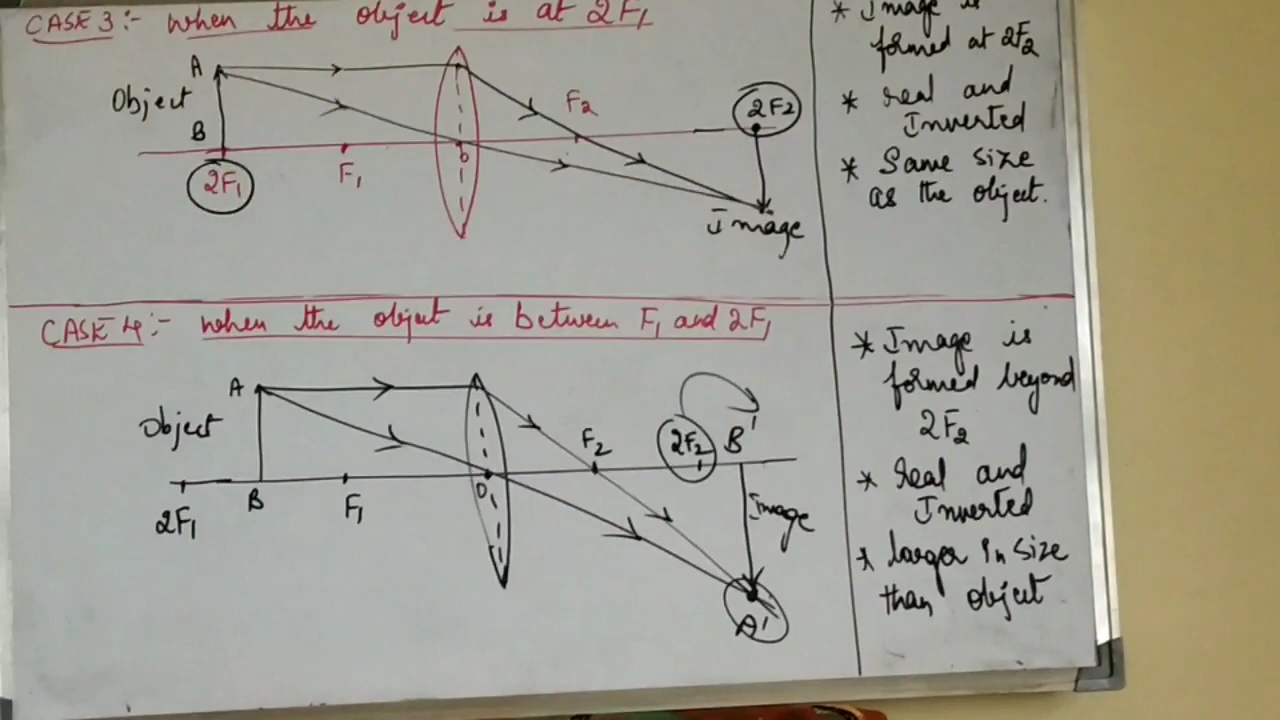 CASE 3:- when the object is at 2F1
A
Object
B
2F1
F1
O
F2
2F2
Image
* Image is
formed at 2F2
* real and
Inverted
* Same size
as the object.
CASE 4:- when the object is between F1 and 2F1
A
Object
2F1
B
F1
O
F2
2F2
B'
Image
A'
* Image is
formed beyond
2F2
* real and
Inverted
* larger in size
than object